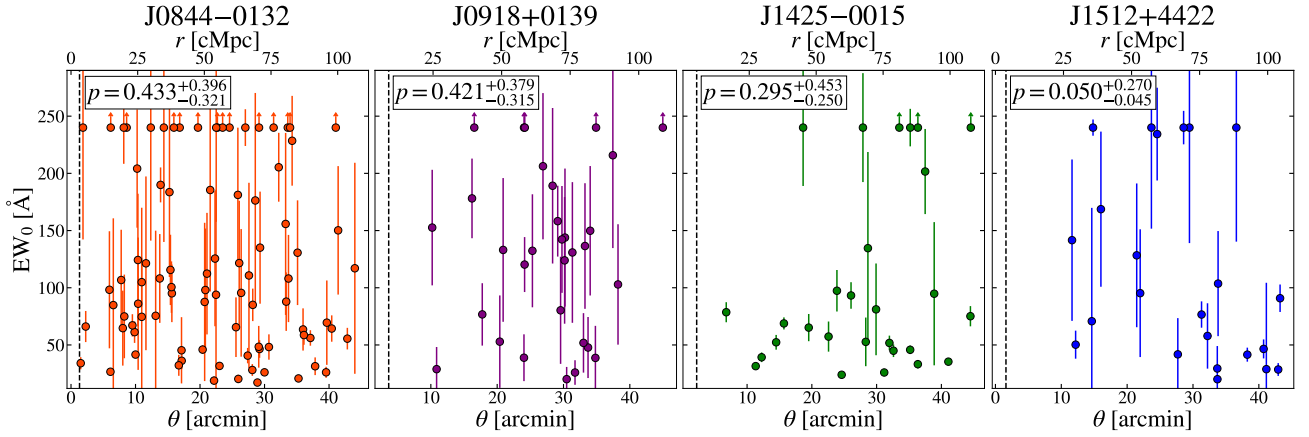 J0844−0132 J0918+0139 J1425−0015 J1512+4422
r [cMpc] r [cMpc] r [cMpc] r [cMpc]
0 25 50 75 100 25 50 75 100 25 50 75 100 25 50 75 100
p = 0.433 +0.396 −0.321 p = 0.421 +0.379 −0.315 p = 0.295 +0.453 −0.250 p = 0.050 +0.270 −0.045
250
200
150
100
50
EW₀ [Å]
0 10 20 30 40 10 20 30 40 10 20 30 40 0 10 20 30 40
θ [arcmin] θ [arcmin] θ [arcmin] θ [arcmin]